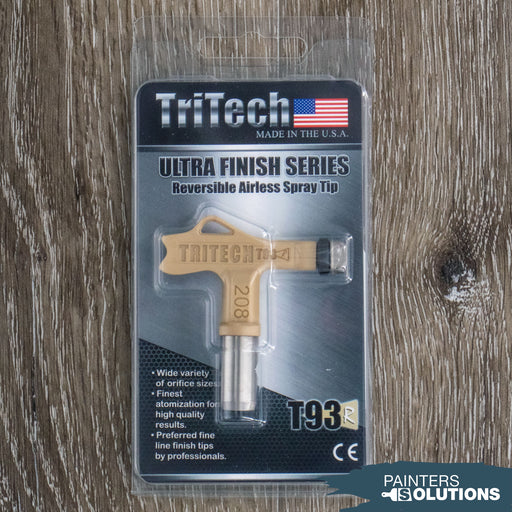 TriTech
MADE IN THE U.S.A.
ULTRA FINISH SERIES
Reversible Airless Spray Tip
TRITECH T93
208
• Wide variety
of orifice sizes
• Finest
atomization for
high quality
results.
• Preferred fine
line finish tips
by professionals.
T93R
CE
PAINTERS
SOLUTIONS